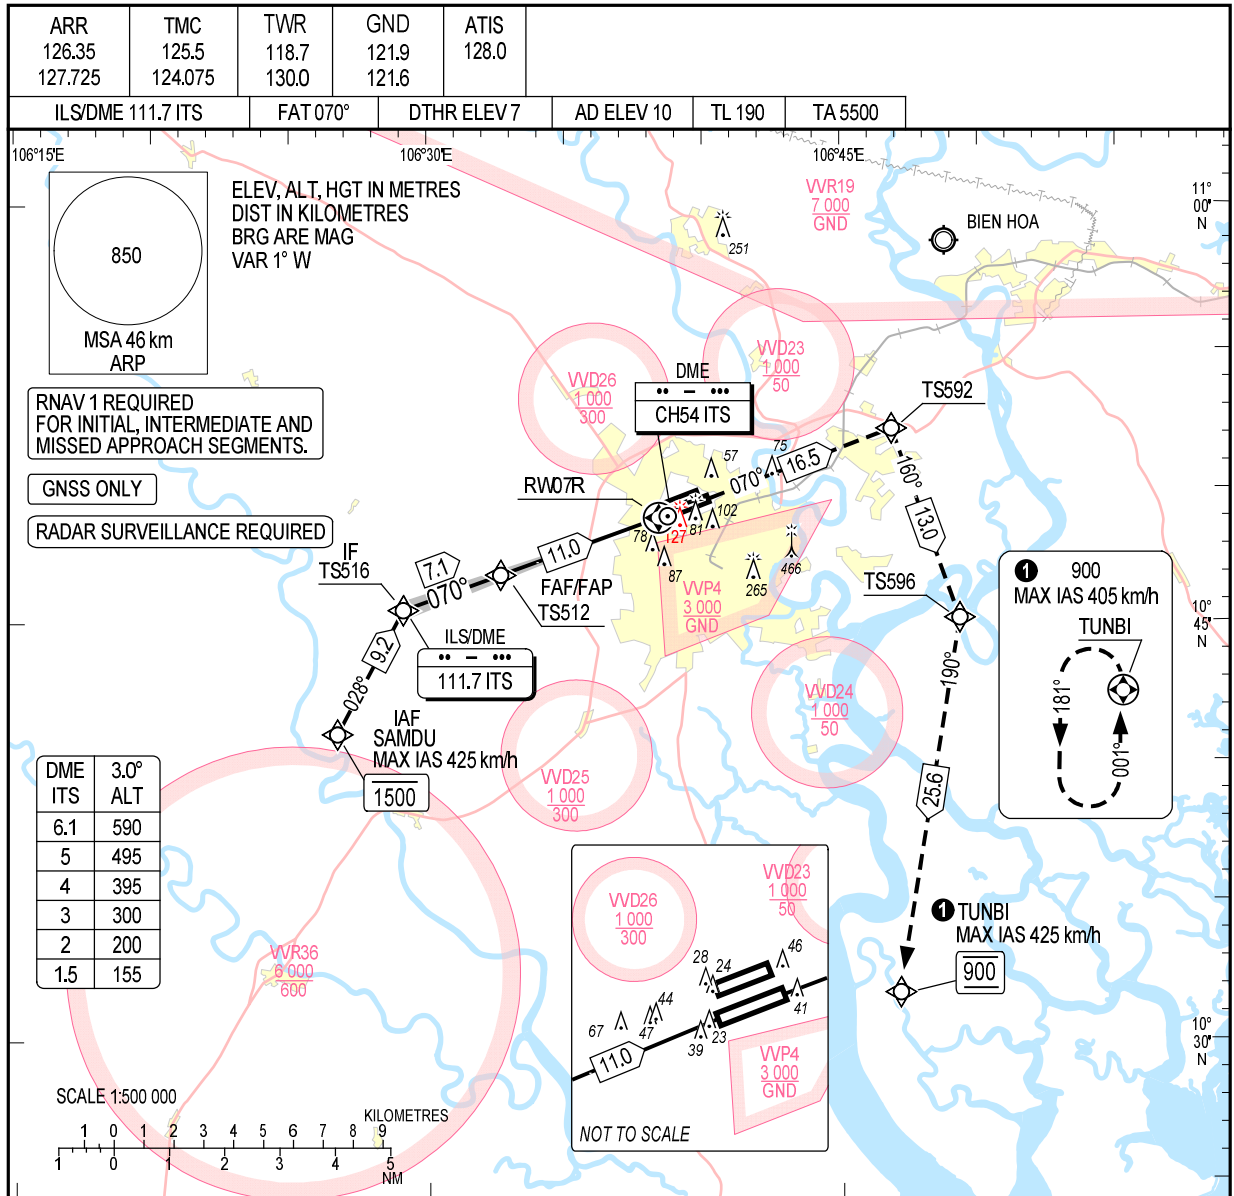 ARR
126.35
127.725
TMC
125.5
124.075
TWR
118.7
130.0
GND
121.9
121.6
ATIS
128.0
ILS/DME 111.7 ITS
FAT 070°
DTHR ELEV 7
AD ELEV 10
TL 190
TA 5500
106°15'E
106°30'E
106°45'E
850
MSA 46 km
ARP
ELEV, ALT, HGT IN METRES
DIST IN KILOMETRES
BRG ARE MAG
VAR 1° W
VVR19
7 000
GND
BIEN HOA
11°
00'
N
251
RNAV 1 REQUIRED
FOR INITIAL, INTERMEDIATE AND
MISSED APPROACH SEGMENTS.
GNSS ONLY
RADAR SURVEILLANCE REQUIRED
VVD26
1 000
300
VVD23
1 000
50
DME
CH54 ITS
TS592
RW07R
57
75
070°
16.5
160°
13.0
102
81
127
78
87
265
466
VVP4
3 000
GND
IF
TS516
7.1
070°
11.0
FAF/FAP
TS512
TS596
10°
45'
N
1
900
MAX IAS 405 km/h
TUNBI
181°
001°
ILS/DME
111.7 ITS
9.2
028°
IAF
SAMDU
MAX IAS 425 km/h
1500
VVD25
1 000
300
VVD24
1 000
50
190°
25.6
DME
ITS
3.0°
ALT
6.1 590
5 495
4 395
3 300
2 200
1.5 155
VVR36
6 000
600
VVD26
1 000
300
VVD23
1 000
50
28
24
46
44
67
47
39
23
41
11.0
VVP4
3 000
GND
NOT TO SCALE
1 TUNBI
MAX IAS 425 km/h
900
10°
30'
N
SCALE 1:500 000
KILOMETRES
1 0 1 2 3 4 5 6 7 8 9
1 0 1 2 3 4 5
NM